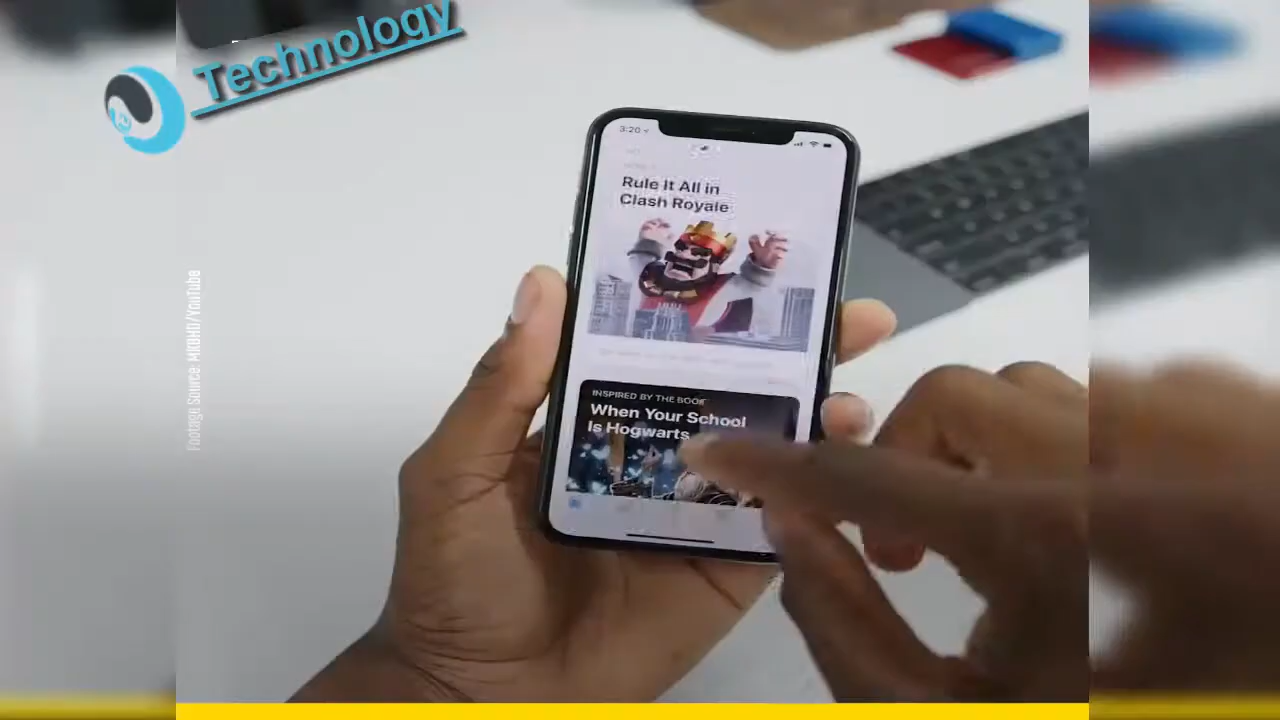 Technology
3:20
Rule It All in
Clash Royale
INSPIRED BY THE BOOK
When Your School
Is Hogwarts
Footage Source: MKBHD/YouTube